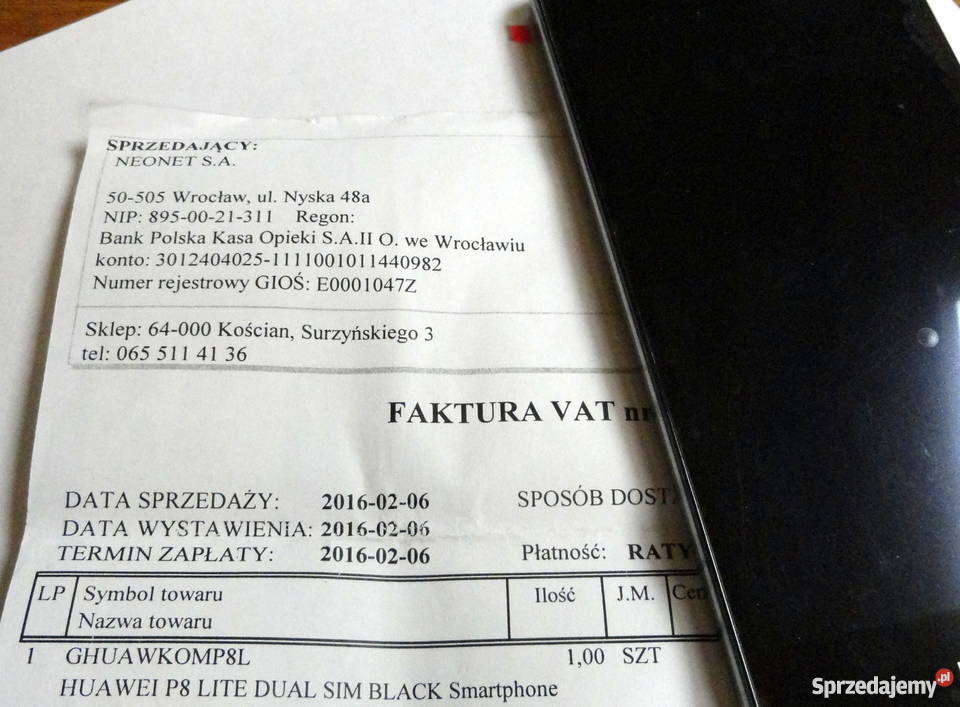 SPRZEDAJĄCY:
NEONET S.A.
50-505 Wrocław, ul. Nyska 48a
NIP: 895-00-21-311 Regon:
Bank Polska Kasa Opieki S.A.II O. we Wrocławiu
konto: 3012404025-1111001011440982
Numer rejestrowy GIOŚ: E0001047Z
Sklep: 64-000 Kościan, Surzyńskiego 3
tel: 065 511 41 36
FAKTURA VAT nr
DATA SPRZEDAŻY: 2016-02-06 SPOSÓB DOSTA
DATA WYSTAWIENIA: 2016-02-06
TERMIN ZAPŁATY: 2016-02-06 Płatność: RATY
LP Symbol towaru Ilość J.M. Cen
Nazwa towaru
1 GHUAWKOMP8L 1,00 SZT
HUAWEI P8 LITE DUAL SIM BLACK Smartphone
Sprzedajemy.pl